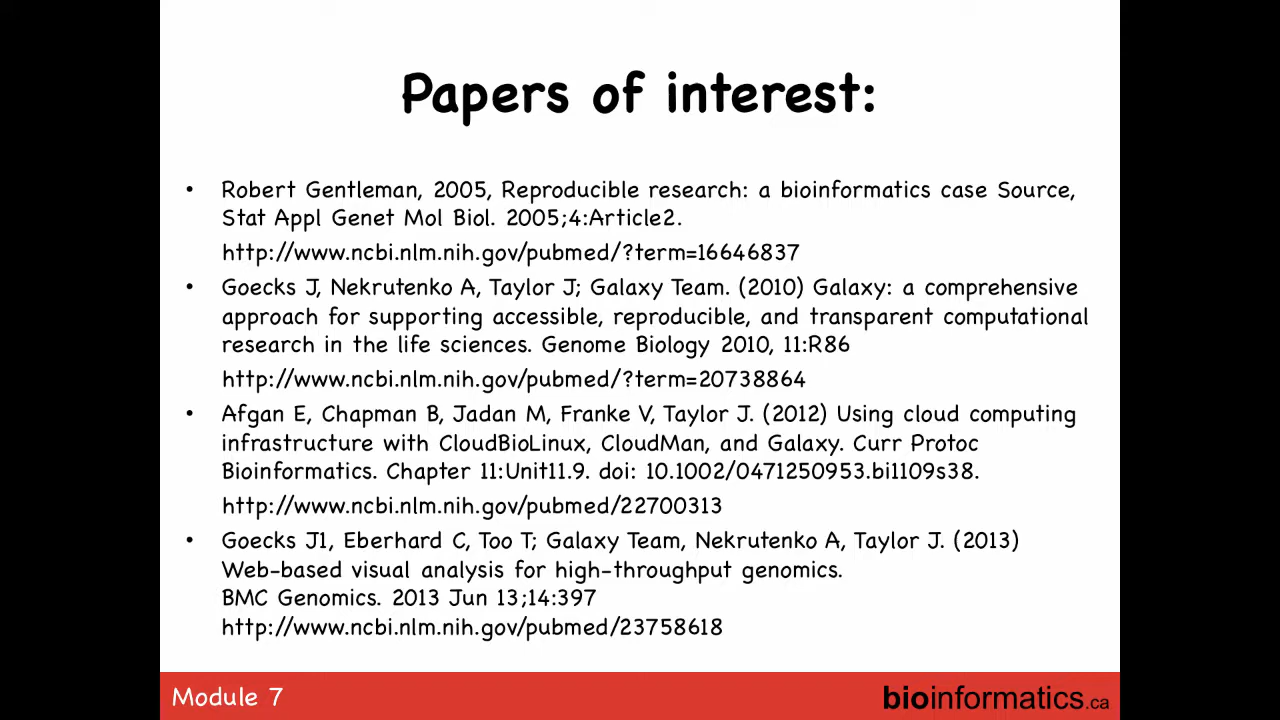 Papers of interest:
• Robert Gentleman, 2005, Reproducible research: a bioinformatics case Source,
Stat Appl Genet Mol Biol. 2005;4:Article2.
http://www.ncbi.nlm.nih.gov/pubmed/?term=16646837
• Goecks J, Nekrutenko A, Taylor J; Galaxy Team. (2010) Galaxy: a comprehensive
approach for supporting accessible, reproducible, and transparent computational
research in the life sciences. Genome Biology 2010, 11:R86
http://www.ncbi.nlm.nih.gov/pubmed/?term=20738864
• Afgan E, Chapman B, Jadan M, Franke V, Taylor J. (2012) Using cloud computing
infrastructure with CloudBioLinux, CloudMan, and Galaxy. Curr Protoc
Bioinformatics. Chapter 11:Unit11.9. doi: 10.1002/0471250953.bi1109s38.
http://www.ncbi.nlm.nih.gov/pubmed/22700313
• Goecks J1, Eberhard C, Too T; Galaxy Team, Nekrutenko A, Taylor J. (2013)
Web-based visual analysis for high-throughput genomics.
BMC Genomics. 2013 Jun 13;14:397
http://www.ncbi.nlm.nih.gov/pubmed/23758618
Module 7
bioinformatics.ca